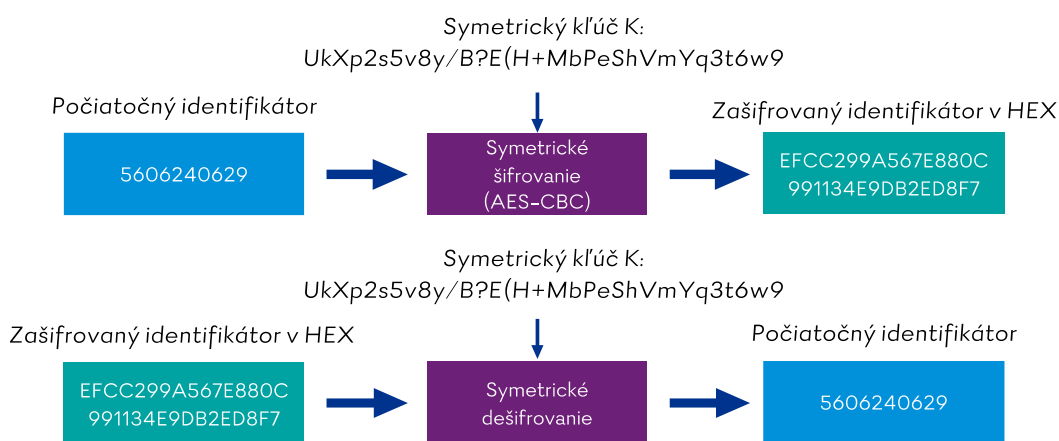 Symetrický kľúč K:
UkXp2s5v8y/B?E(H+MbPeShVmYq3t6w9
Počiatočný identifikátor
Zašifrovaný identifikátor v HEX
5606240629
Symetrické
šifrovanie
(AES-CBC)
EFCC299A567E880C
991134E9DB2ED8F7
Symetrický kľúč K:
UkXp2s5v8y/B?E(H+MbPeShVmYq3t6w9
Zašifrovaný identifikátor v HEX
Počiatočný identifikátor
EFCC299A567E880C
991134E9DB2ED8F7
Symetrické
dešifrovanie
5606240629